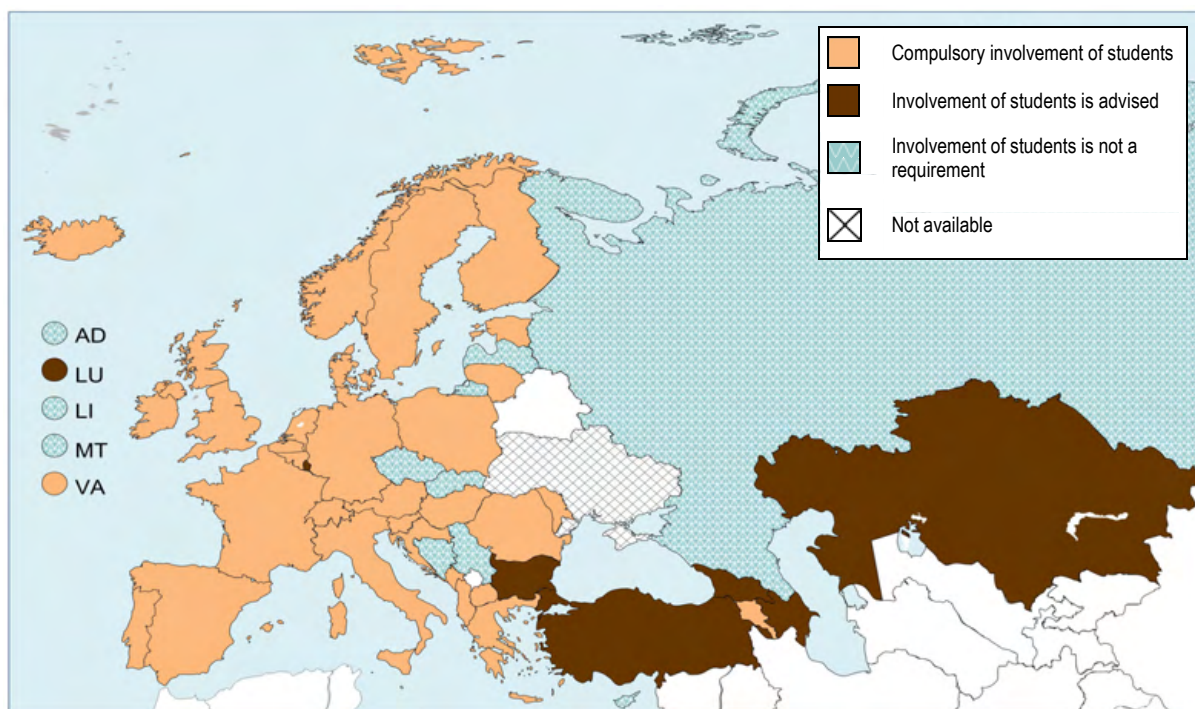 Compulsory involvement of students
Involvement of students is advised
Involvement of students is not a
requirement
Not available
AD
LU
LI
MT
VA